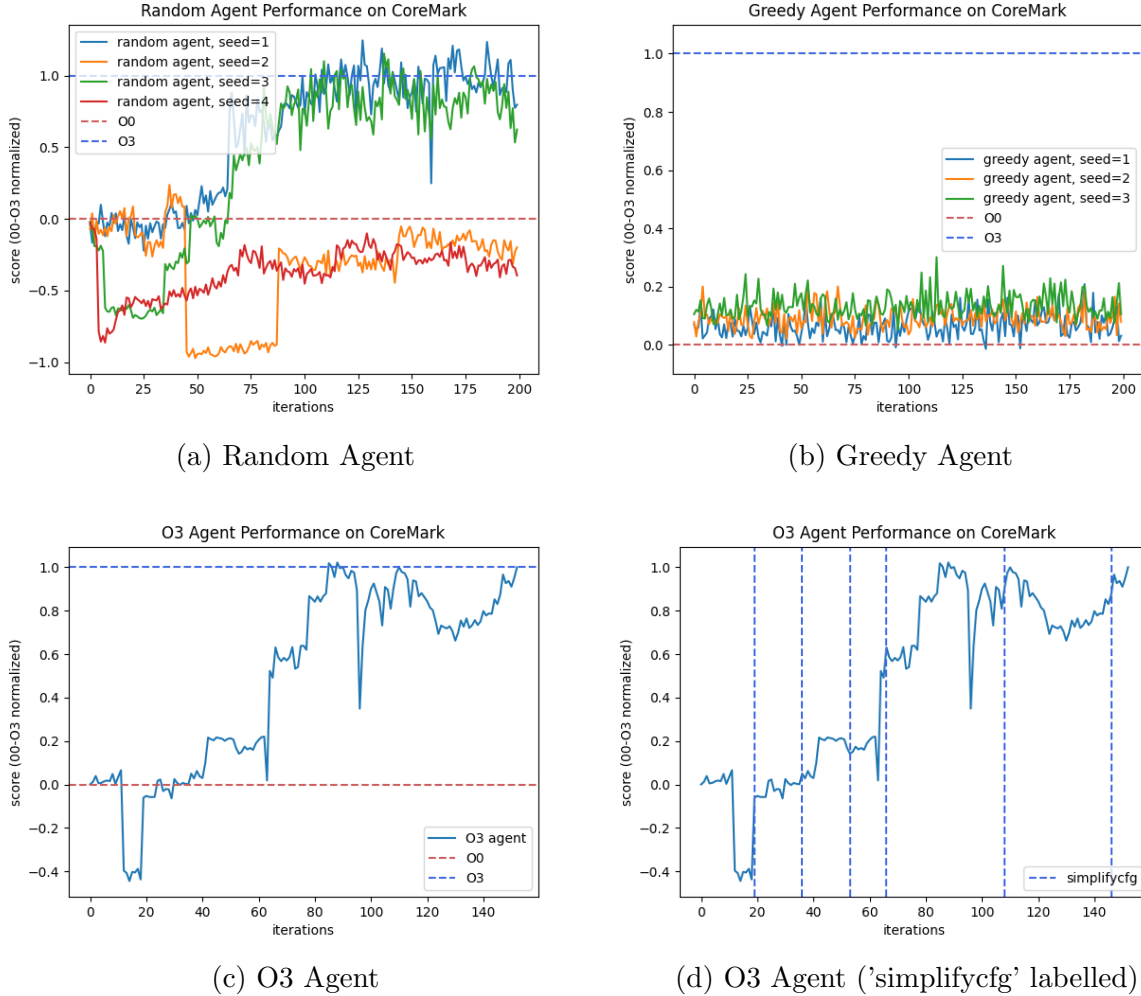 Random Agent Performance on CoreMark
score (00-O3 normalized)
1.0
0.5
0.0
−0.5
−1.0
random agent, seed=1
random agent, seed=2
random agent, seed=3
random agent, seed=4
O0
O3
0 25 50 75 100 125 150 175 200
iterations
(a) Random Agent
Greedy Agent Performance on CoreMark
score (00-O3 normalized)
1.0
0.8
0.6
0.4
0.2
0.0
greedy agent, seed=1
greedy agent, seed=2
greedy agent, seed=3
O0
O3
0 25 50 75 100 125 150 175 200
iterations
(b) Greedy Agent
O3 Agent Performance on CoreMark
score (00-O3 normalized)
1.0
0.8
0.6
0.4
0.2
0.0
−0.2
−0.4
O3 agent
O0
O3
0 20 40 60 80 100 120 140
iterations
(c) O3 Agent
O3 Agent Performance on CoreMark
score (00-O3 normalized)
1.0
0.8
0.6
0.4
0.2
0.0
−0.2
−0.4
simplifycfg
0 20 40 60 80 100 120 140
iterations
(d) O3 Agent ('simplifycfg' labelled)